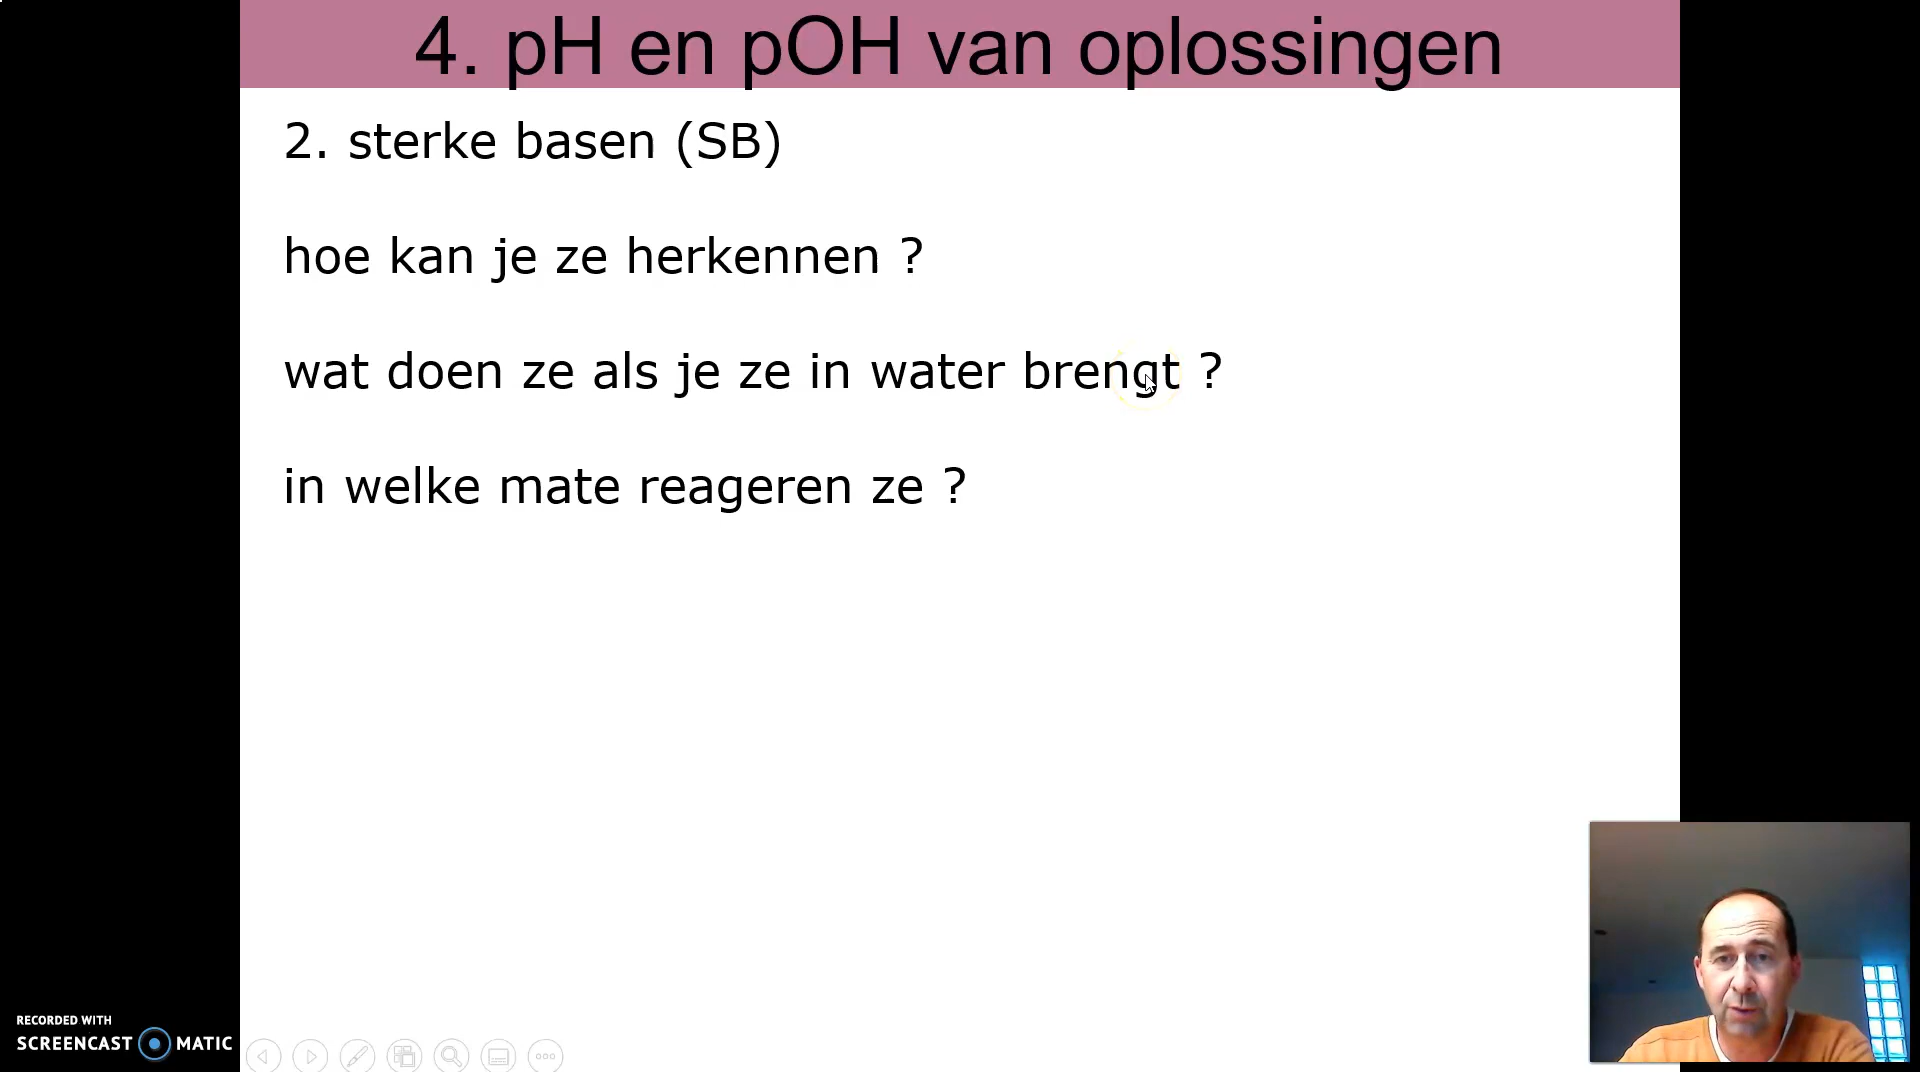 4. pH en pOH van oplossingen
2. sterke basen (SB)
hoe kan je ze herkennen ?
wat doen ze als je ze in water brengt ?
in welke mate reageren ze ?
RECORDED WITH
SCREENCAST MATIC